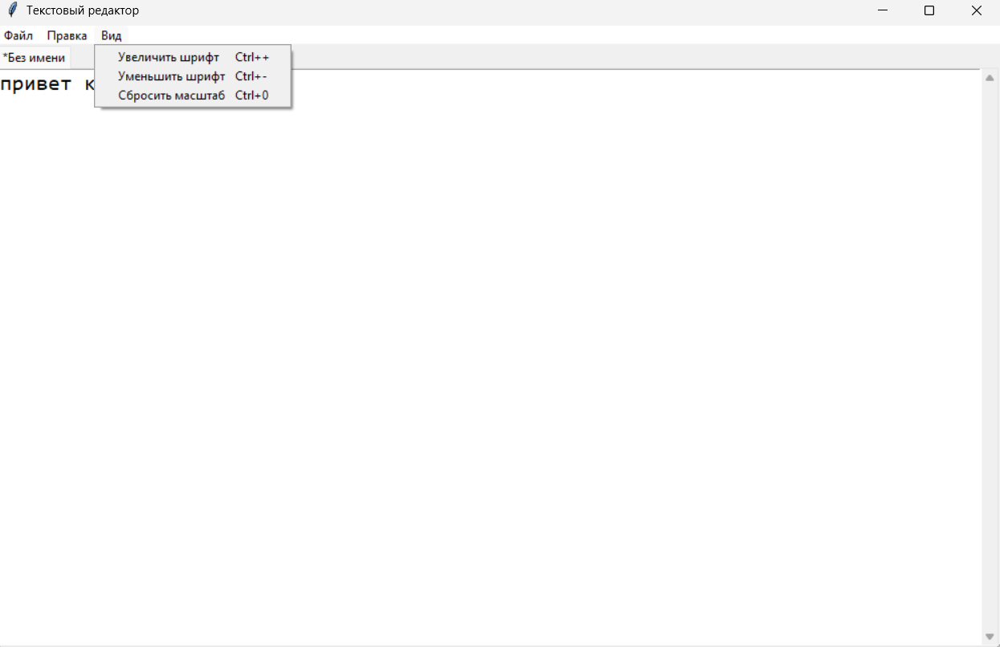 Текстовый редактор
Файл Правка Вид
*Без имени
Увеличить шрифт Ctrl++
Уменьшить шрифт Ctrl+-
Сбросить масштаб Ctrl+0
привет